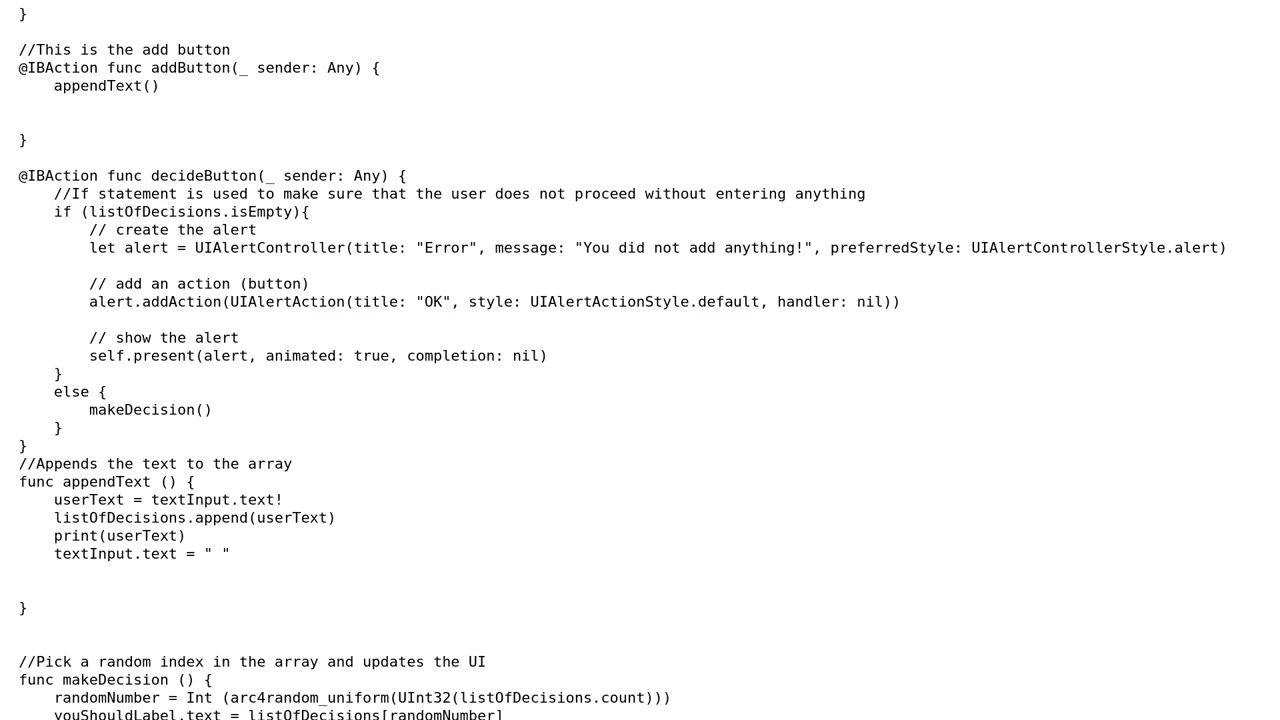 }
//This is the add button
@IBAction func addButton(_ sender: Any) {
    appendText()
}
@IBAction func decideButton(_ sender: Any) {
    //If statement is used to make sure that the user does not proceed without entering anything
    if (listOfDecisions.isEmpty){
        // create the alert
        let alert = UIAlertController(title: "Error", message: "You did not add anything!", preferredStyle: UIAlertControllerStyle.alert)
        // add an action (button)
        alert.addAction(UIAlertAction(title: "OK", style: UIAlertActionStyle.default, handler: nil))
        // show the alert
        self.present(alert, animated: true, completion: nil)
    }
    else {
        makeDecision()
    }
}
//Appends the text to the array
func appendText () {
    userText = textInput.text!
    listOfDecisions.append(userText)
    print(userText)
    textInput.text = " "
}
//Pick a random index in the array and updates the UI
func makeDecision () {
    randomNumber = Int (arc4random_uniform(UInt32(listOfDecisions.count)))
    youShouldLabel.text = listOfDecisions[randomNumber]